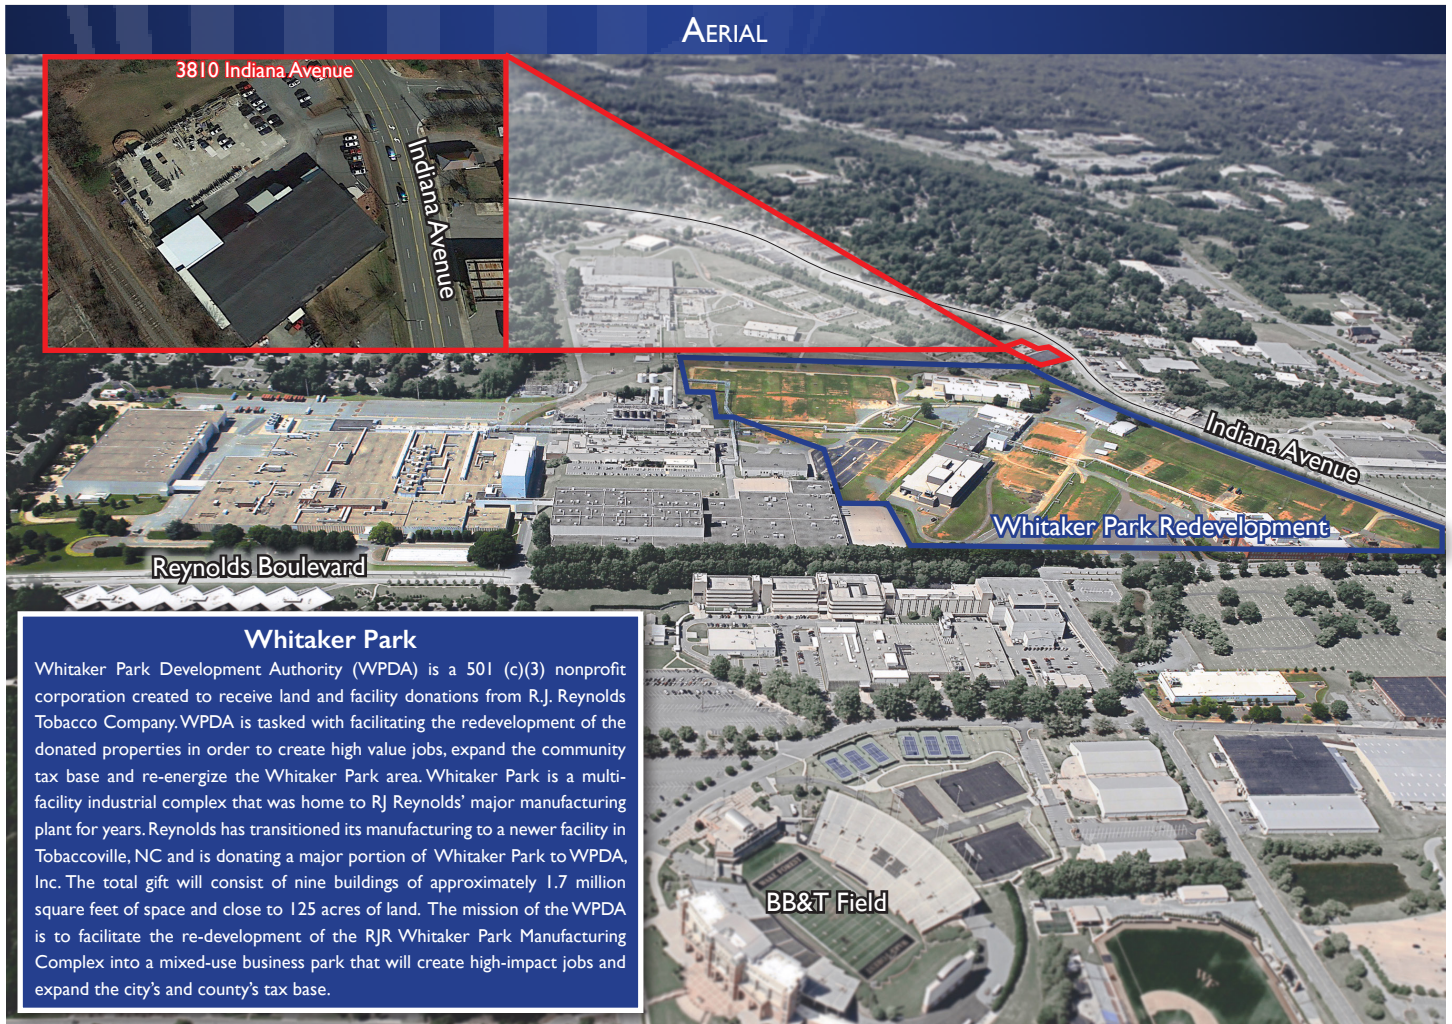 AERIAL
3810 Indiana Avenue
Indiana Avenue
Indiana Avenue
Whitaker Park Redevelopment
Reynolds Boulevard
Whitaker Park
Whitaker Park Development Authority (WPDA) is a 501 (c)(3) nonprofit
corporation created to receive land and facility donations from R.J. Reynolds
Tobacco Company. WPDA is tasked with facilitating the redevelopment of the
donated properties in order to create high value jobs, expand the community
tax base and re-energize the Whitaker Park area. Whitaker Park is a multi-
facility industrial complex that was home to RJ Reynolds' major manufacturing
plant for years. Reynolds has transitioned its manufacturing to a newer facility in
Tobaccoville, NC and is donating a major portion of Whitaker Park to WPDA,
Inc. The total gift will consist of nine buildings of approximately 1.7 million
square feet of space and close to 125 acres of land. The mission of the WPDA
is to facilitate the re-development of the RJR Whitaker Park Manufacturing
Complex into a mixed-use business park that will create high-impact jobs and
expand the city's and county's tax base.
BB&T Field
WF